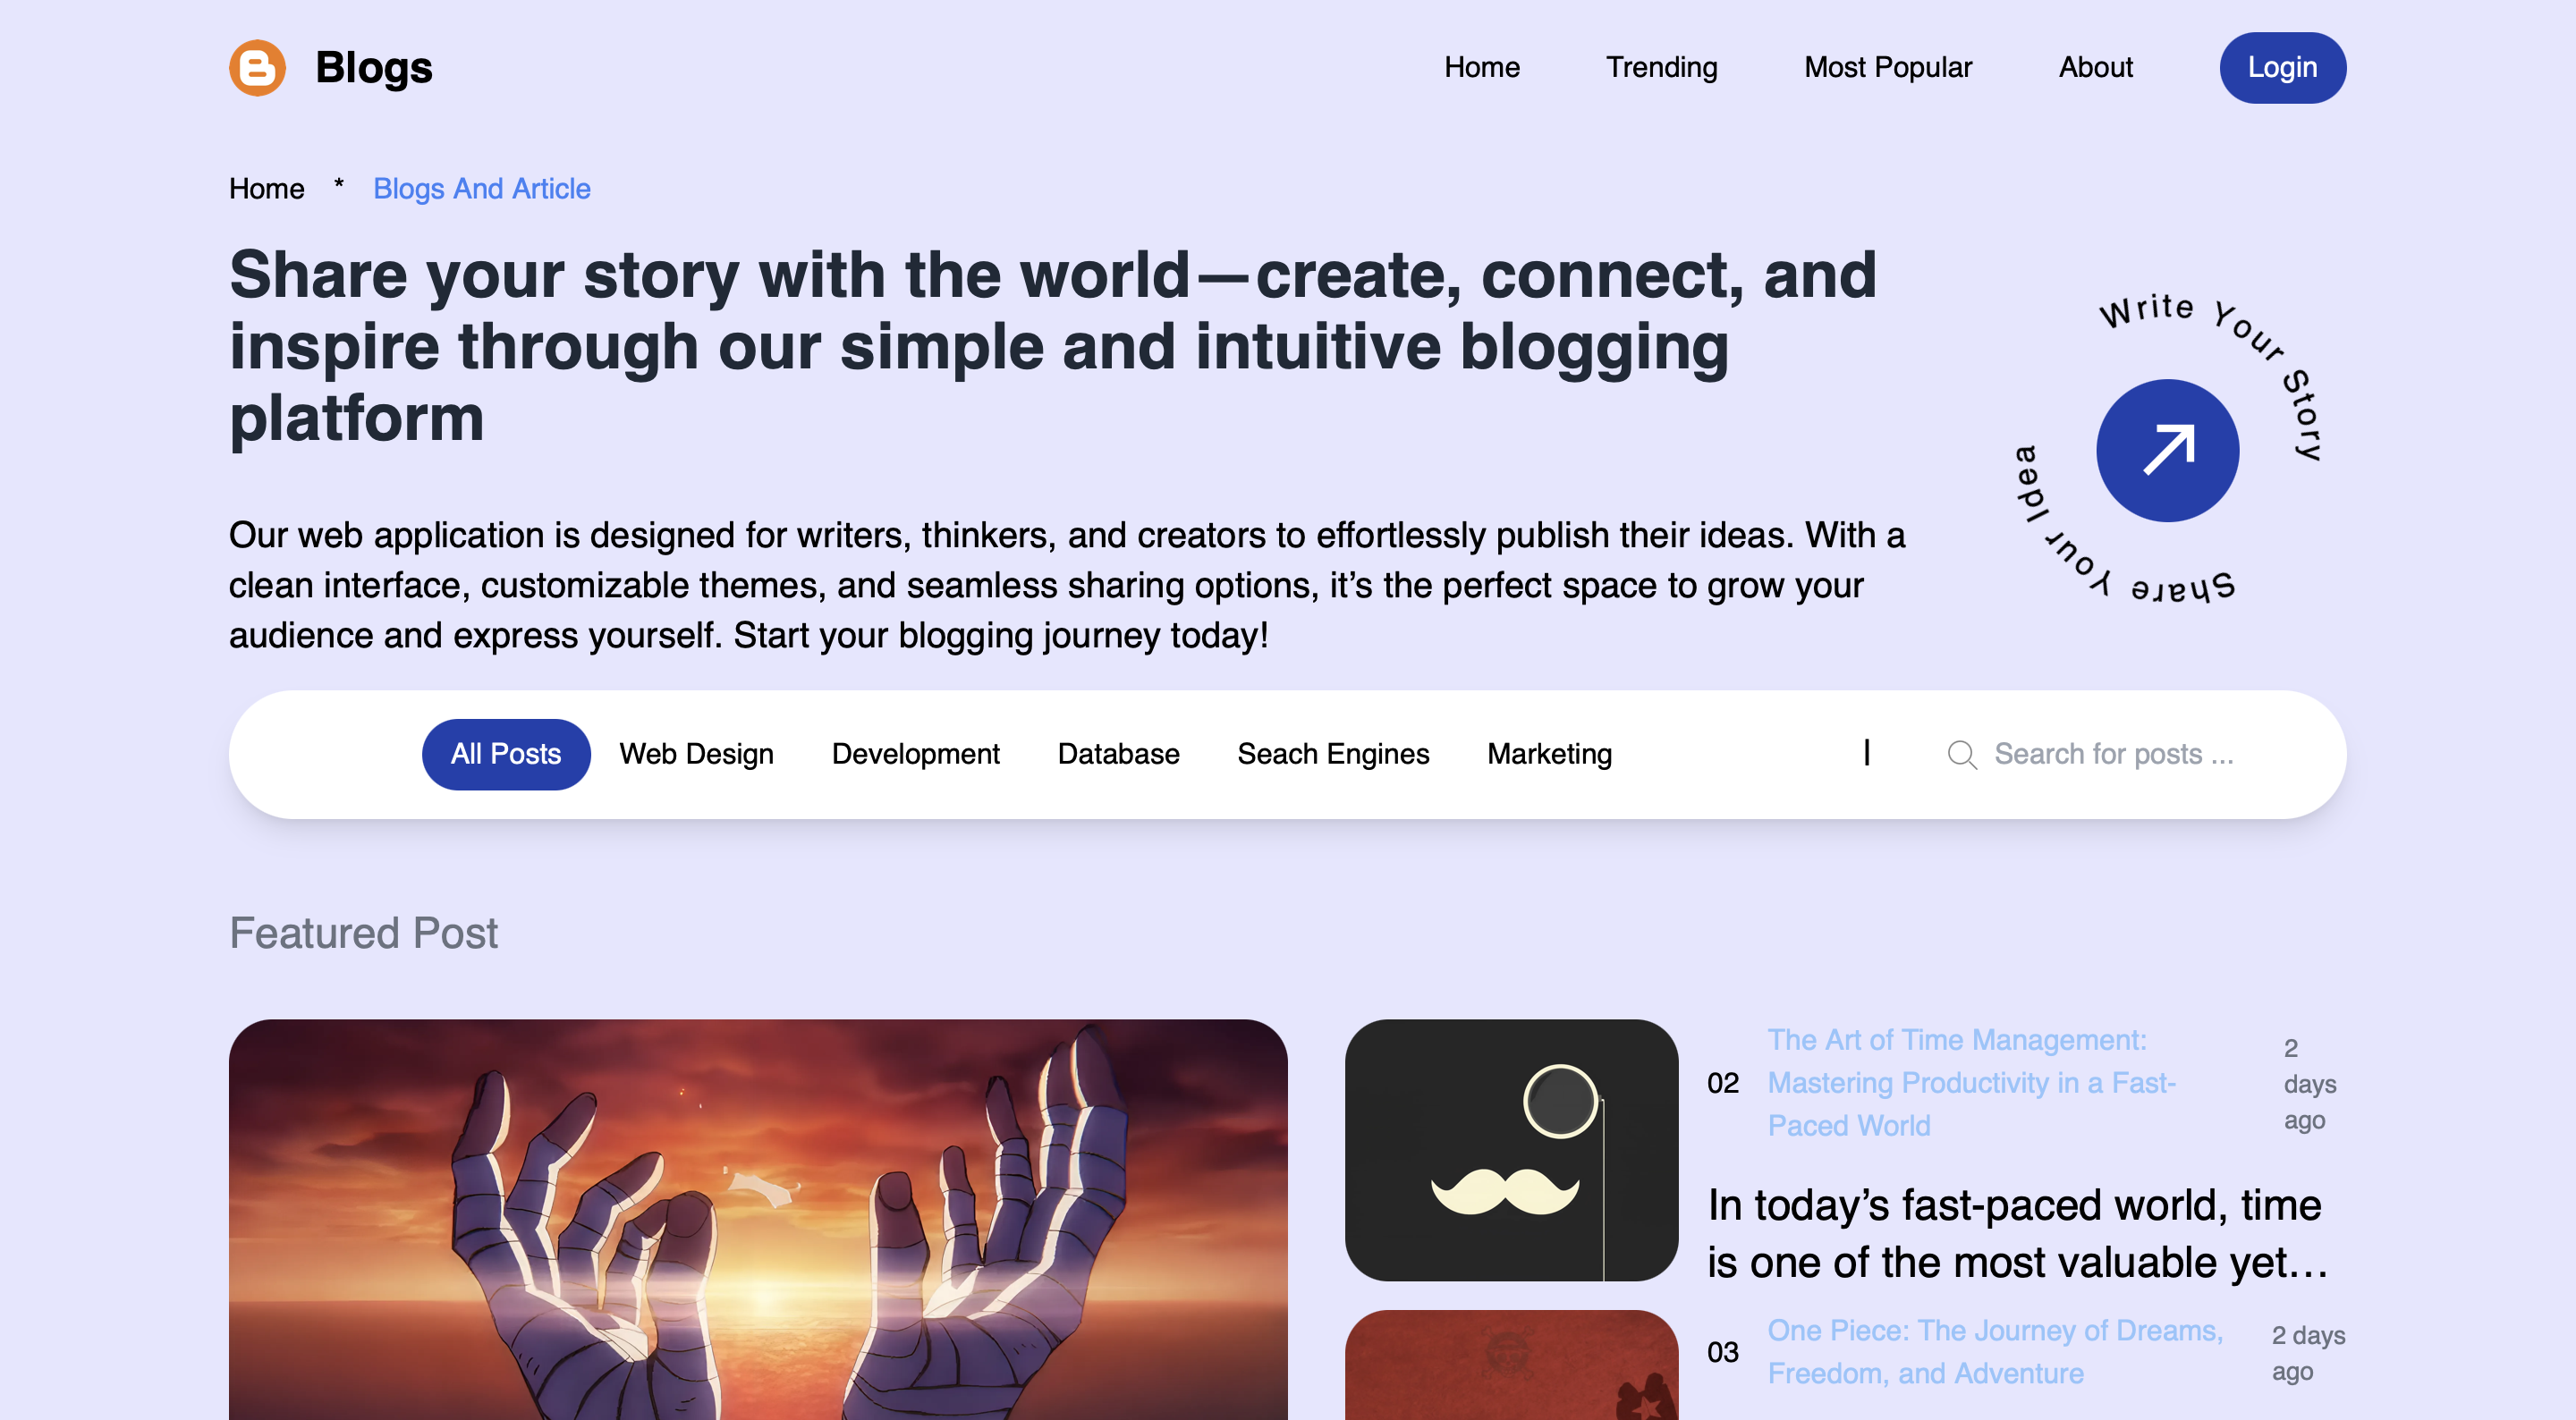 Blogs
Home Trending Most Popular About Login
Home * Blogs And Article
Share your story with the world—create, connect, and
inspire through our simple and intuitive blogging
platform
Write Your Story
Share Your Idea
Our web application is designed for writers, thinkers, and creators to effortlessly publish their ideas. With a
clean interface, customizable themes, and seamless sharing options, it’s the perfect space to grow your
audience and express yourself. Start your blogging journey today!
All Posts Web Design Development Database Seach Engines Marketing | Search for posts ...
Featured Post
02
The Art of Time Management:
Mastering Productivity in a Fast-
Paced World
2
days
ago
In today’s fast-paced world, time
is one of the most valuable yet…
03
One Piece: The Journey of Dreams,
Freedom, and Adventure
2 days
ago